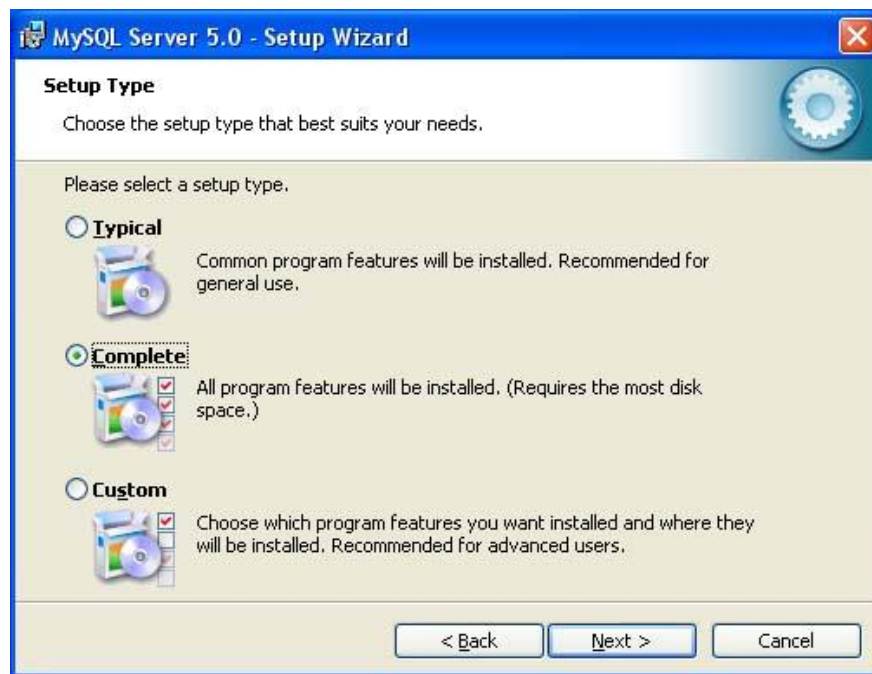 MySQL Server 5.0 - Setup Wizard
Setup Type
Choose the setup type that best suits your needs.
Please select a setup type.
Typical
Common program features will be installed. Recommended for
general use.
Complete
All program features will be installed. (Requires the most disk
space.)
Custom
Choose which program features you want installed and where they
will be installed. Recommended for advanced users.
< Back Next > Cancel